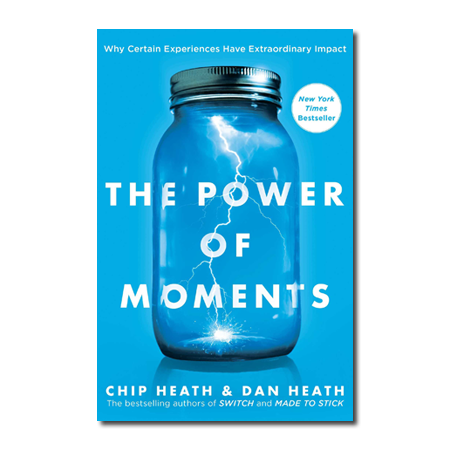 Why Certain Experiences Have Extraordinary Impact
New York
Times
Bestseller
THE POWER
OF
MOMENTS
CHIP HEATH & DAN HEATH
The bestselling authors of SWITCH and MADE TO STICK